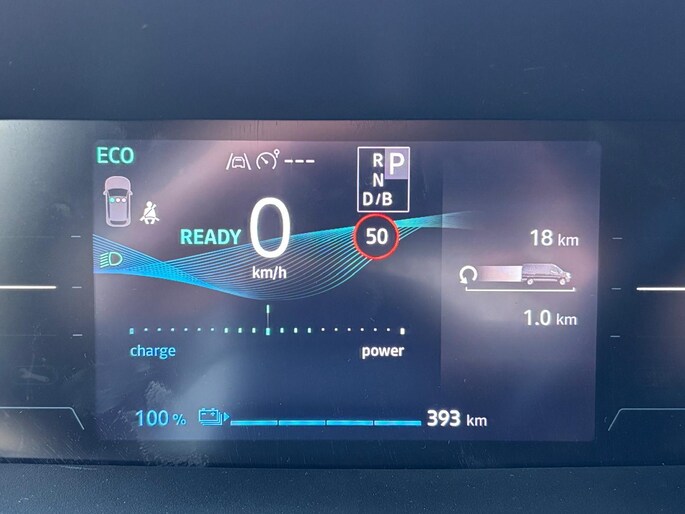 ECO
---
R P
N
D/B
READY 0
km/h
50
18 km
1.0 km
charge
power
100 %
393 km